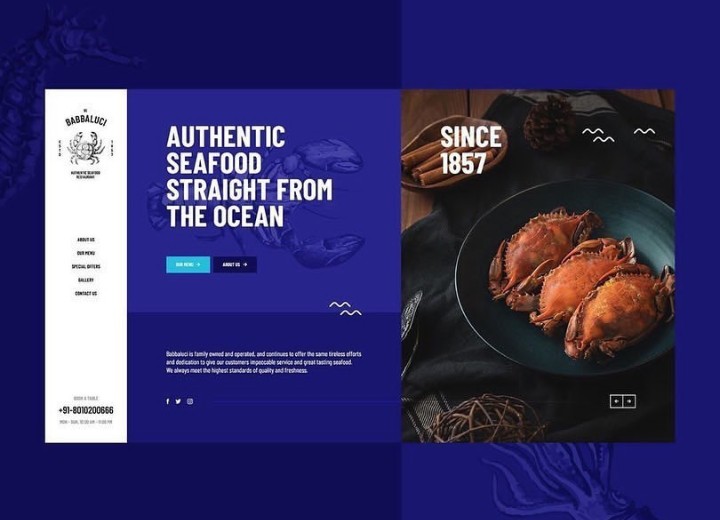 BABBALUCI
AUTHENTIC SEAFOOD
RESTAURANT
ABOUT US
OUR MENU
SPECIAL OFFERS
GALLERY
CONTACT US
BOOK A TABLE
+91-8010200666
AUTHENTIC
SEAFOOD
STRAIGHT FROM
THE OCEAN
OUR MENU →
ABOUT US →
Babbaluci is family owned and operated, and continues to offer the same tireless efforts
and dedication to give our customers impeccable service and great tasting seafood.
We always meet the highest standards of quality and freshness.
SINCE
1857